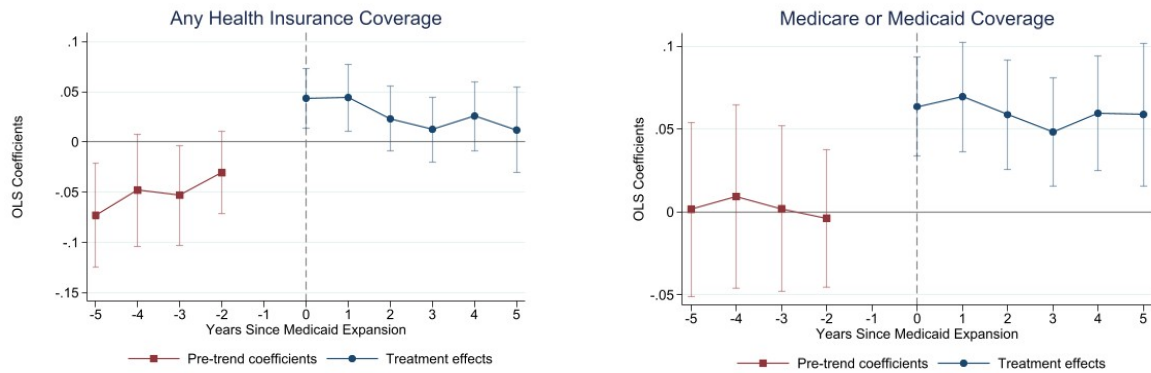 Any Health Insurance Coverage
.1
.05
0
-.05
-.1
-.15
OLS Coefficients
-5 -4 -3 -2 -1 0 1 2 3 4 5
Years Since Medicaid Expansion
Pre-trend coefficients Treatment effects
Medicare or Medicaid Coverage
.1
.05
0
-.05
OLS Coefficients
-5 -4 -3 -2 -1 0 1 2 3 4 5
Years Since Medicaid Expansion
Pre-trend coefficients Treatment effects